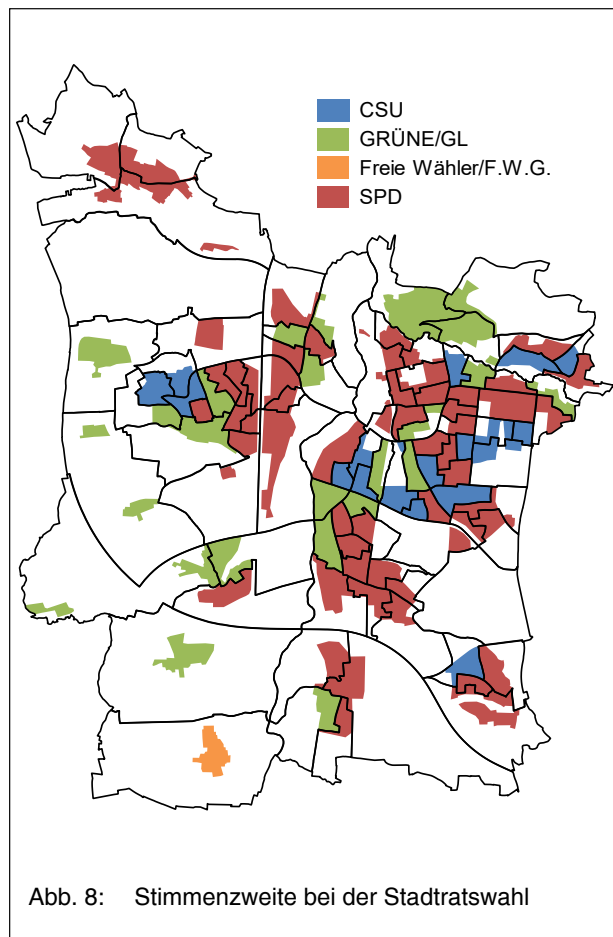 CSU
GRÜNE/GL
Freie Wähler/F.W.G.
SPD
Abb. 8: Stimmenzweite bei der Stadtratswahl